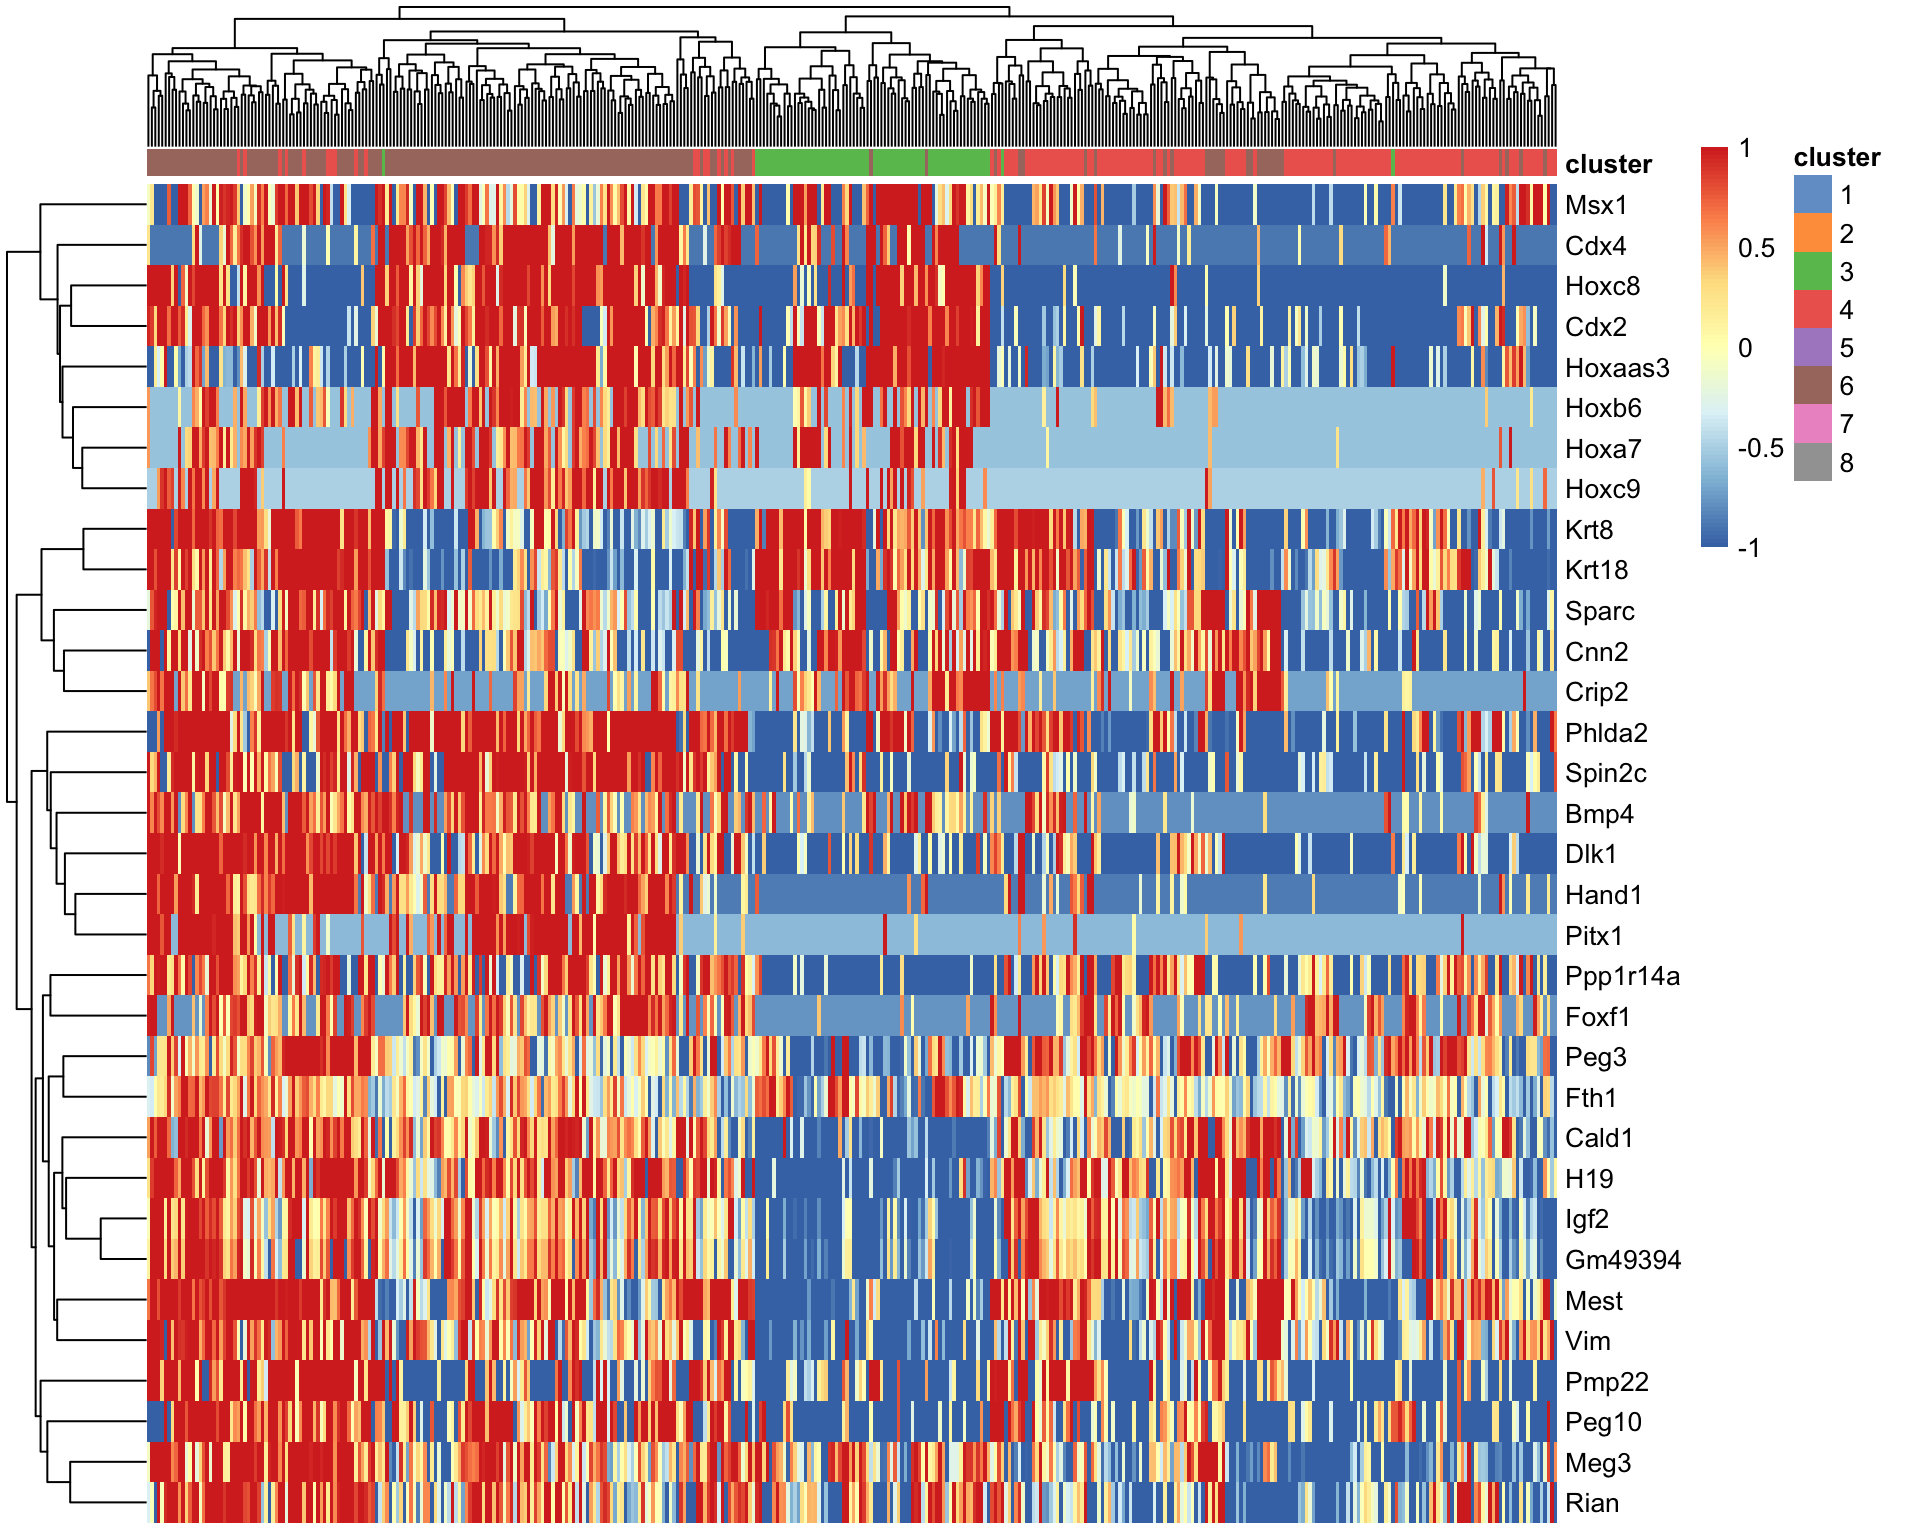 cluster
Msx1
Cdx4
Hoxc8
Cdx2
Hoxaas3
Hoxb6
Hoxa7
Hoxc9
Krt8
Krt18
Sparc
Cnn2
Crip2
Phlda2
Spin2c
Bmp4
Dlk1
Hand1
Pitx1
Ppp1r14a
Foxf1
Peg3
Fth1
Cald1
H19
Igf2
Gm49394
Mest
Vim
Pmp22
Peg10
Meg3
Rian
1
0.5
0
-0.5
-1
cluster
1
2
3
4
5
6
7
8